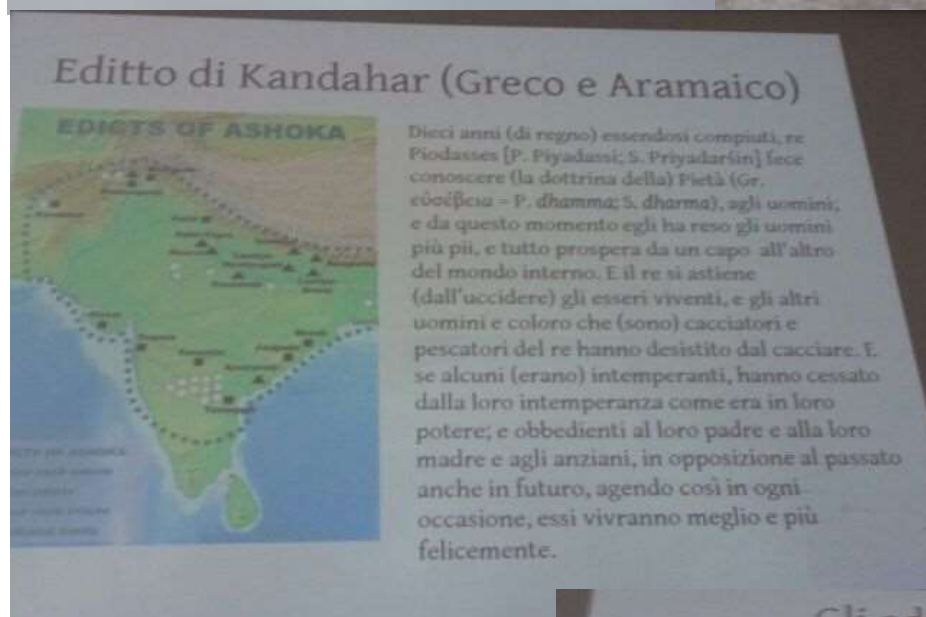 Editto di Kandahar (Greco e Aramaico)
EDICTS OF ASHOKA
Dieci anni (di regno) essendosi compiuti, re
Piodasses [P. Piyadassi; S. Priyadarśin] fece
conoscere (la dottrina della) Pietà (Gr.
εὐσέβεια = P. dhamma; S. dharma), agli uomini;
e da questo momento egli ha reso gli uomini
più pii, e tutto prospera da un capo all'altro
del mondo interno. E il re si astiene
(dall'uccidere) gli esseri viventi, e gli altri
uomini e coloro che (sono) cacciatori e
pescatori del re hanno desistito dal cacciare. E
se alcuni (erano) intemperanti, hanno cessato
dalla loro intemperanza come era in loro
potere; e obbedienti al loro padre e alla loro
madre e agli anziani, in opposizione al passato
anche in futuro, agendo così in ogni
occasione, essi vivranno meglio e più
felicemente.